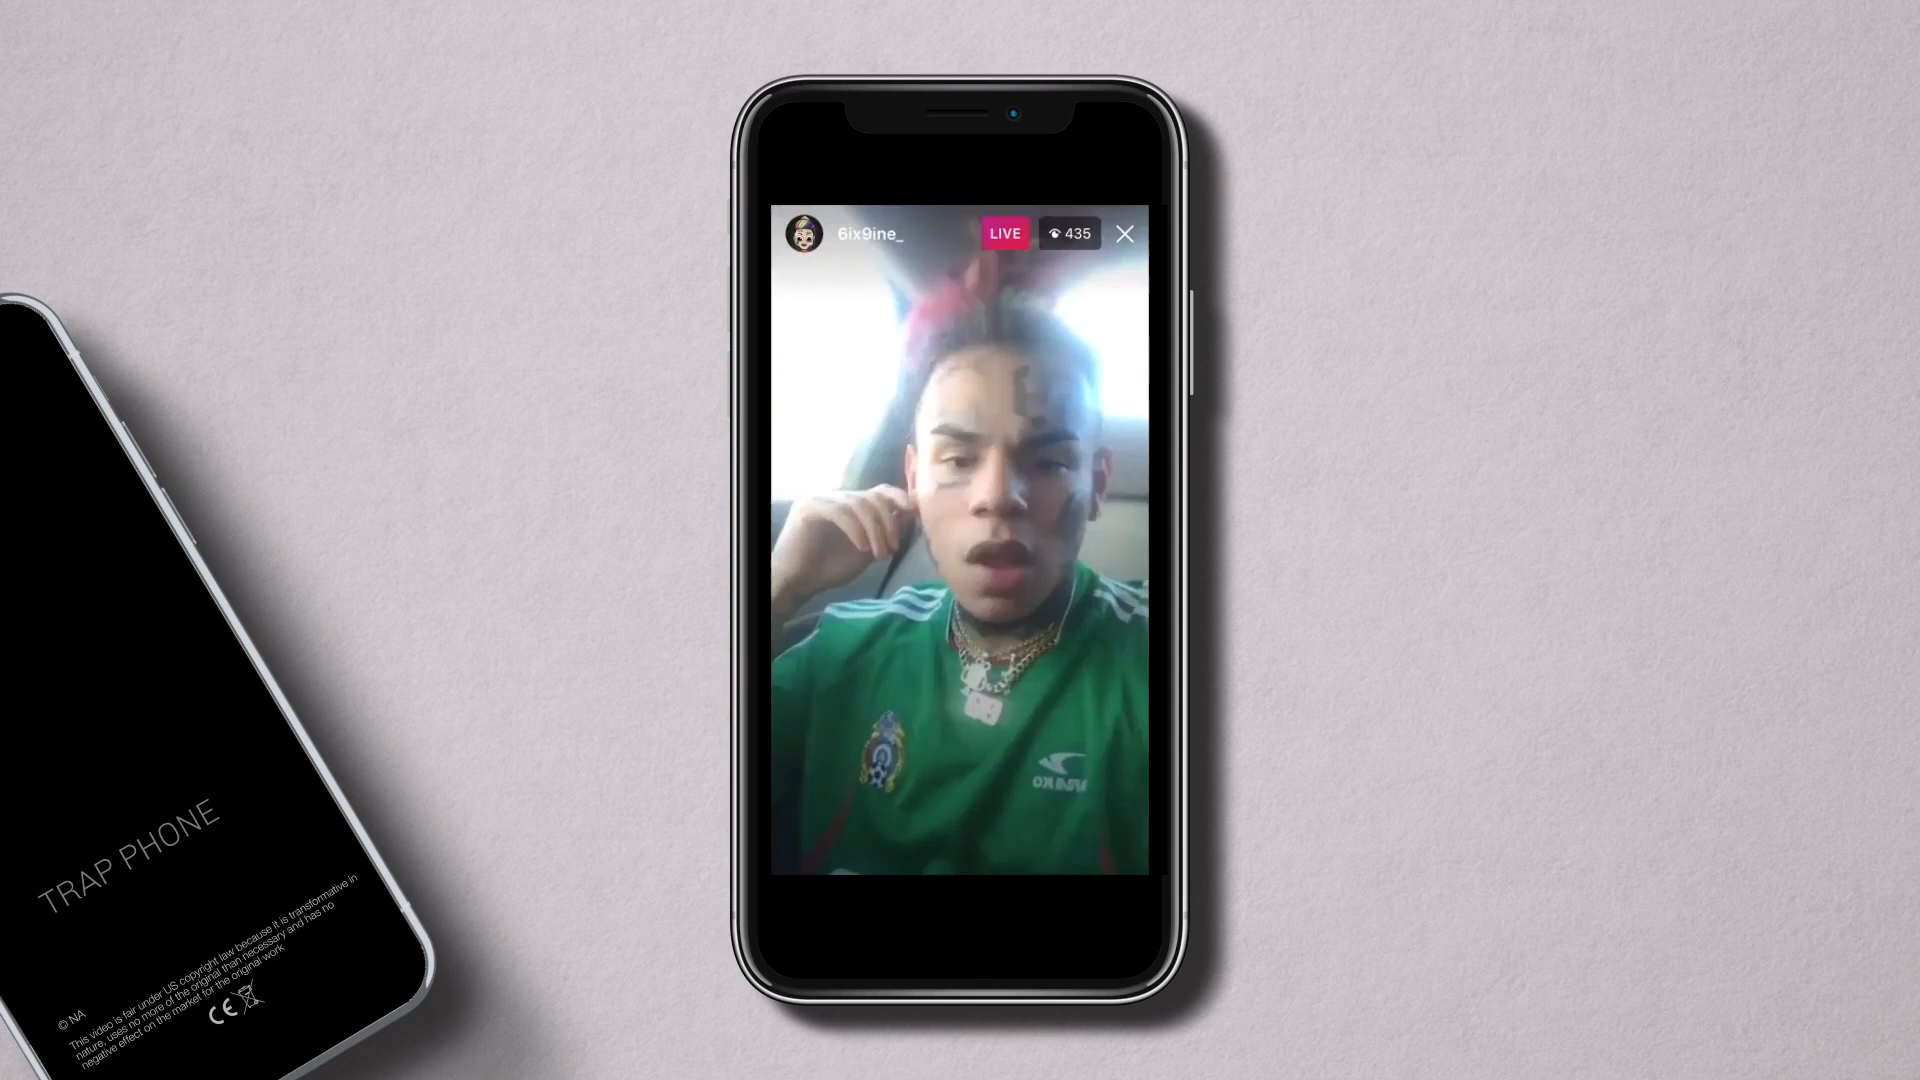 6ix9ine_
LIVE
435
TRAP PHONE
© NA
This video is fair under US copyright law because it is transformative in
nature, uses no more of the original than necessary and has no
negative effect on the market for the original work
CE